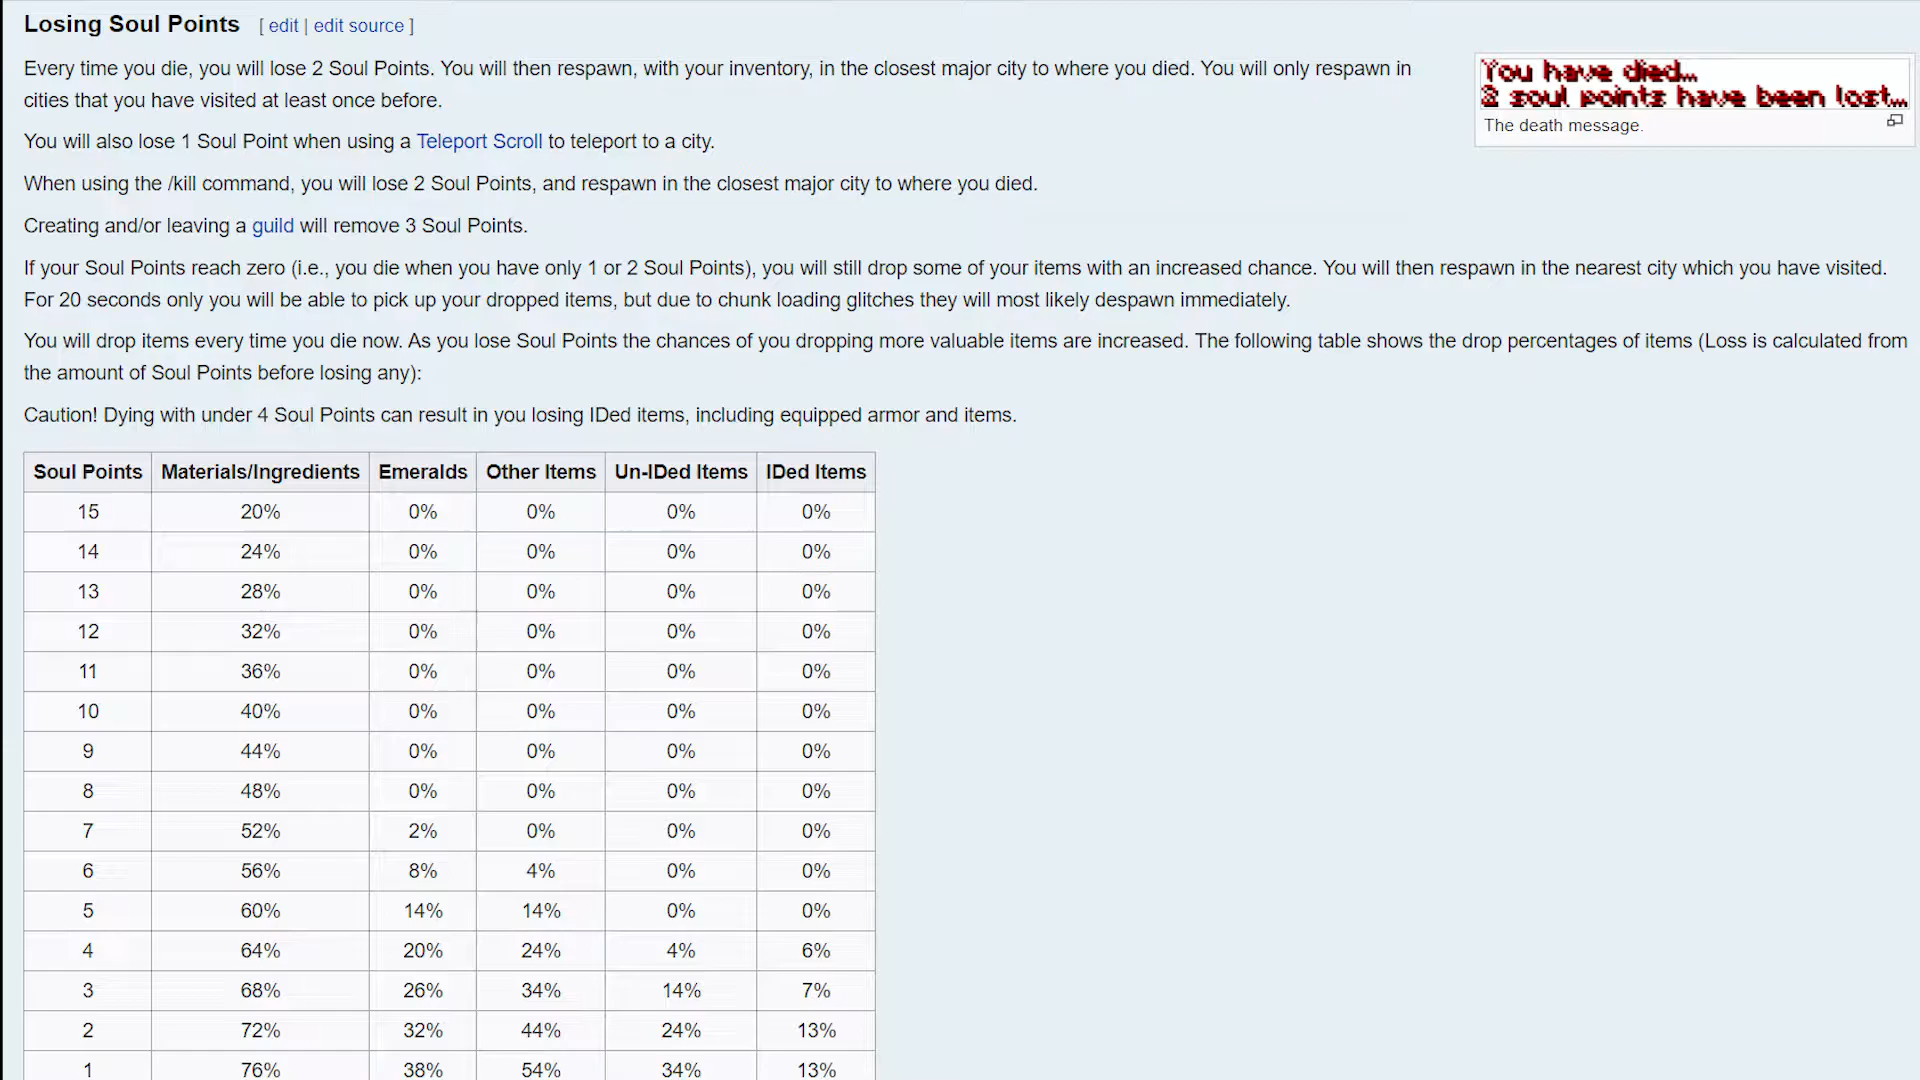 Losing Soul Points [ edit | edit source ]
Every time you die, you will lose 2 Soul Points. You will then respawn, with your inventory, in the closest major city to where you died. You will only respawn in
cities that you have visited at least once before.
You have died...
2 soul points have been lost...
The death message.
You will also lose 1 Soul Point when using a Teleport Scroll to teleport to a city.
When using the /kill command, you will lose 2 Soul Points, and respawn in the closest major city to where you died.
Creating and/or leaving a guild will remove 3 Soul Points.
If your Soul Points reach zero (i.e., you die when you have only 1 or 2 Soul Points), you will still drop some of your items with an increased chance. You will then respawn in the nearest city which you have visited.
For 20 seconds only you will be able to pick up your dropped items, but due to chunk loading glitches they will most likely despawn immediately.
You will drop items every time you die now. As you lose Soul Points the chances of you dropping more valuable items are increased. The following table shows the drop percentages of items (Loss is calculated from
the amount of Soul Points before losing any):
Caution! Dying with under 4 Soul Points can result in you losing IDed items, including equipped armor and items.
Soul Points Materials/Ingredients Emeralds Other Items Un-IDed Items IDed Items
15 20% 0% 0% 0% 0%
14 24% 0% 0% 0% 0%
13 28% 0% 0% 0% 0%
12 32% 0% 0% 0% 0%
11 36% 0% 0% 0% 0%
10 40% 0% 0% 0% 0%
9 44% 0% 0% 0% 0%
8 48% 0% 0% 0% 0%
7 52% 2% 0% 0% 0%
6 56% 8% 4% 0% 0%
5 60% 14% 14% 0% 0%
4 64% 20% 24% 4% 6%
3 68% 26% 34% 14% 7%
2 72% 32% 44% 24% 13%
1 76% 38% 54% 34% 13%